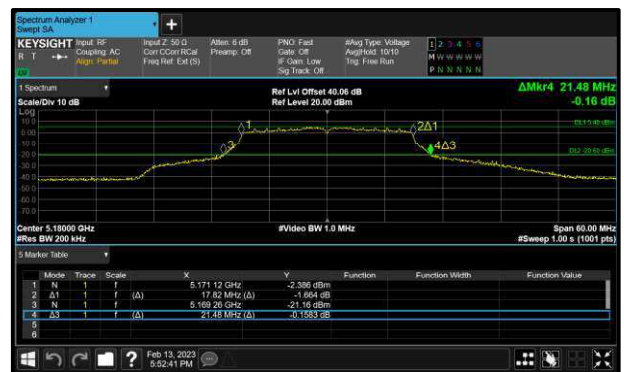 Spectrum Analyzer 1
Swept SA
+
KEYSIGHT Input: RF Input Z: 50 Ω Atten: 6 dB PNO: Fast #Avg Type: Voltage 1 2 3 4 5 6
R T Coupling: AC Corr CCorr RCal Preamp: Off Gate: Off Avg|Hold: 10/10 M W W W W W
Align: Partial Freq Ref: Ext (S) IF Gain: Low Trig: Free Run
Sig Track: Off P N N N N N
1 Spectrum ΔMkr4 21.48 MHz
Ref Lvl Offset 40.06 dB
Scale/Div 10 dB Ref Level 20.00 dBm -0.16 dB
Log
10.0
0.00
-10.0
-20.0
-30.0
-40.0
-50.0
-60.0
-70.0
1
2Δ1
3
4Δ3
Center 5.18000 GHz #Video BW 1.0 MHz Span 60.00 MHz
#Res BW 200 kHz #Sweep 1.00 s (1001 pts)
5 Marker Table
Mode Trace Scale X Y Function Function Width Function Value
1 N 1 f 5.171 12 GHz -2.386 dBm
2 Δ1 1 f (Δ) 17.82 MHz (Δ) -1.664 dB
3 N 1 f 5.169 26 GHz -21.16 dBm
4 Δ3 1 f (Δ) 21.48 MHz (Δ) -0.1583 dB
5
6
? Feb 13, 2023
5:52:41 PM